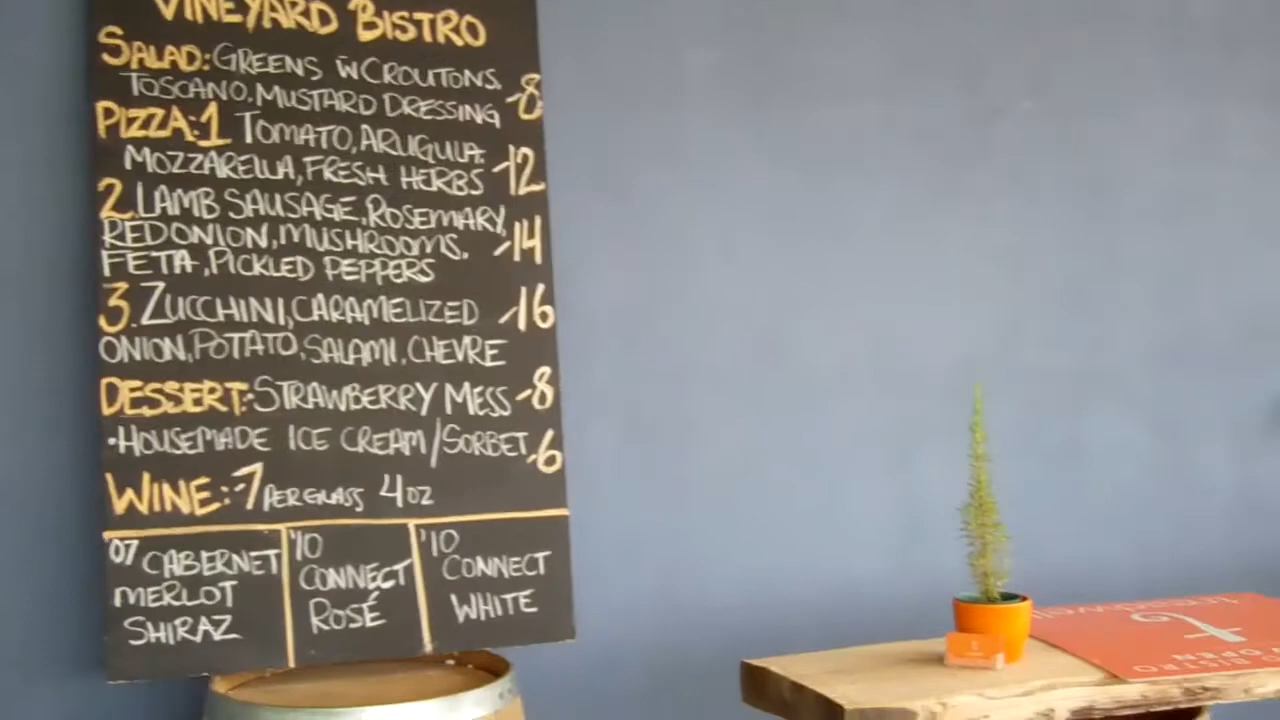 VINEYARD BISTRO
SALAD: GREENS W CROUTONS,
TOSCANO, MUSTARD DRESSING -8
PIZZA: 1 TOMATO, ARUGULA,
MOZZARELLA, FRESH HERBS -12
2. LAMB SAUSAGE, ROSEMARY,
RED ONION, MUSHROOMS, -14
FETA, PICKLED PEPPERS
3. ZUCCHINI, CARAMELIZED -16
ONION, POTATO, SALAMI, CHEVRE
DESSERT: STRAWBERRY MESS -8
•HOUSEMADE ICE CREAM/SORBET -6
WINE: -7 PER GLASS 4OZ
'07 CABERNET
MERLOT
SHIRAZ
'10
CONNECT
ROSÉ
'10
CONNECT
WHITE
treadwell
BISTRO
OPEN